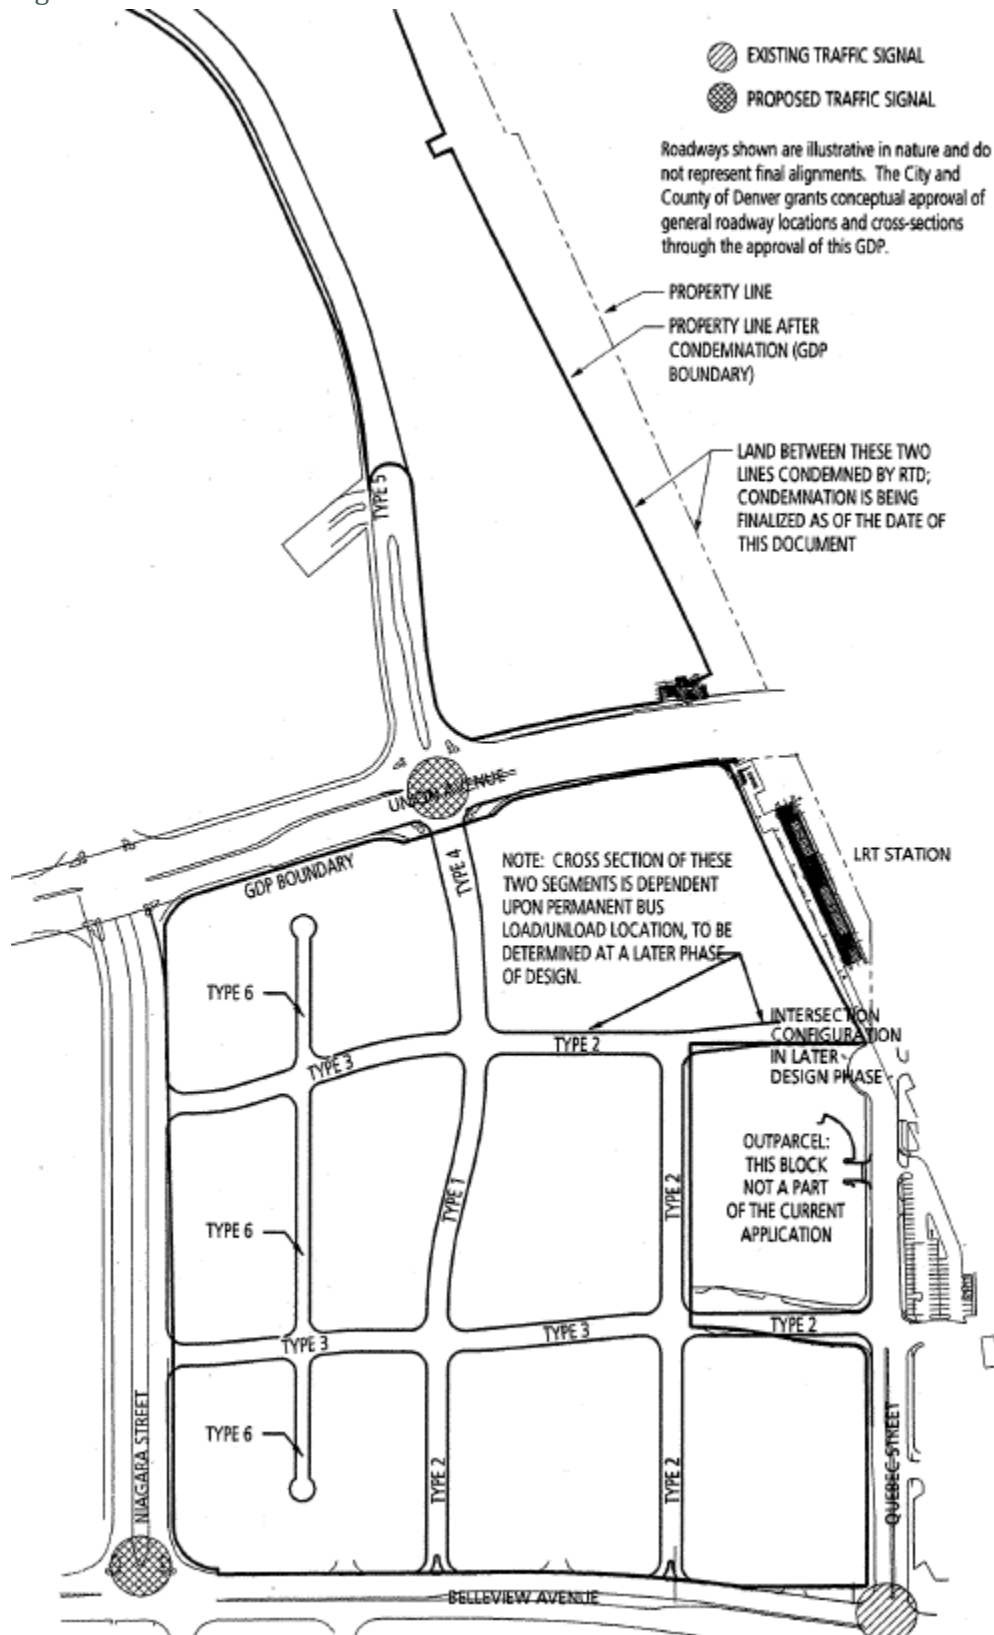 EXISTING TRAFFIC SIGNAL
PROPOSED TRAFFIC SIGNAL
Roadways shown are illustrative in nature and do
not represent final alignments. The City and
County of Denver grants conceptual approval of
general roadway locations and cross-sections
through the approval of this GDP.
PROPERTY LINE
PROPERTY LINE AFTER
CONDEMNATION (GDP
BOUNDARY)
LAND BETWEEN THESE TWO
LINES CONDEMNED BY RTD;
CONDEMNATION IS BEING
FINALIZED AS OF THE DATE OF
THIS DOCUMENT
TYPE 5
UNION AVENUE
GDP BOUNDARY
TYPE 4
NOTE: CROSS SECTION OF THESE
TWO SEGMENTS IS DEPENDENT
UPON PERMANENT BUS
LOAD/UNLOAD LOCATION, TO BE
DETERMINED AT A LATER PHASE
OF DESIGN.
LRT STATION
TYPE 6
INTERSECTION
CONFIGURATION
IN LATER
DESIGN PHASE
TYPE 2
TYPE 3
OUTPARCEL:
THIS BLOCK
NOT A PART
OF THE CURRENT
APPLICATION
TYPE 1
TYPE 2
TYPE 6
TYPE 3
TYPE 3
TYPE 2
NIAGARA STREET
TYPE 6
TYPE 2
TYPE 2
QUEBEC STREET
BELLEVIEW AVENUE